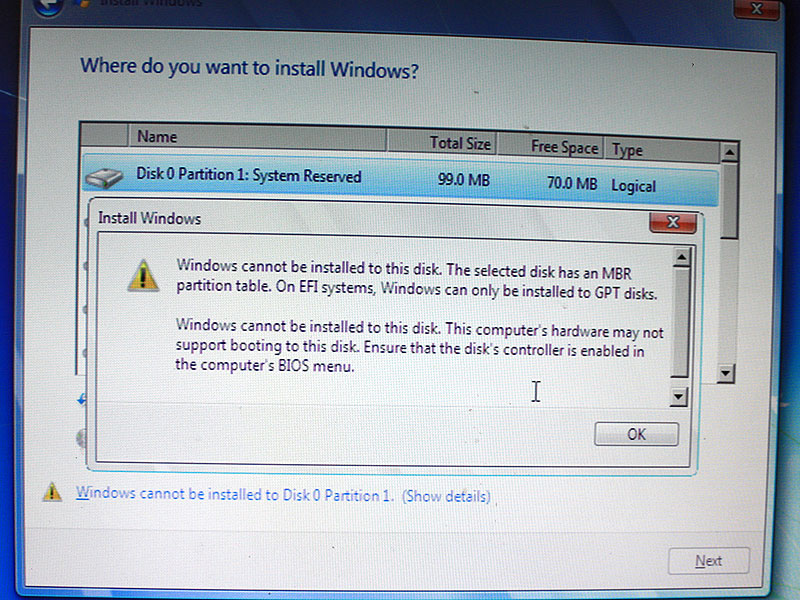 Install Windows
Where do you want to install Windows?
Name Total Size Free Space Type
Disk 0 Partition 1: System Reserved 99.0 MB 70.0 MB Logical
Install Windows
Windows cannot be installed to this disk. The selected disk has an MBR
partition table. On EFI systems, Windows can only be installed to GPT disks.
Windows cannot be installed to this disk. This computer's hardware may not
support booting to this disk. Ensure that the disk's controller is enabled in
the computer's BIOS menu.
OK
Windows cannot be installed to Disk 0 Partition 1. (Show details)
Next